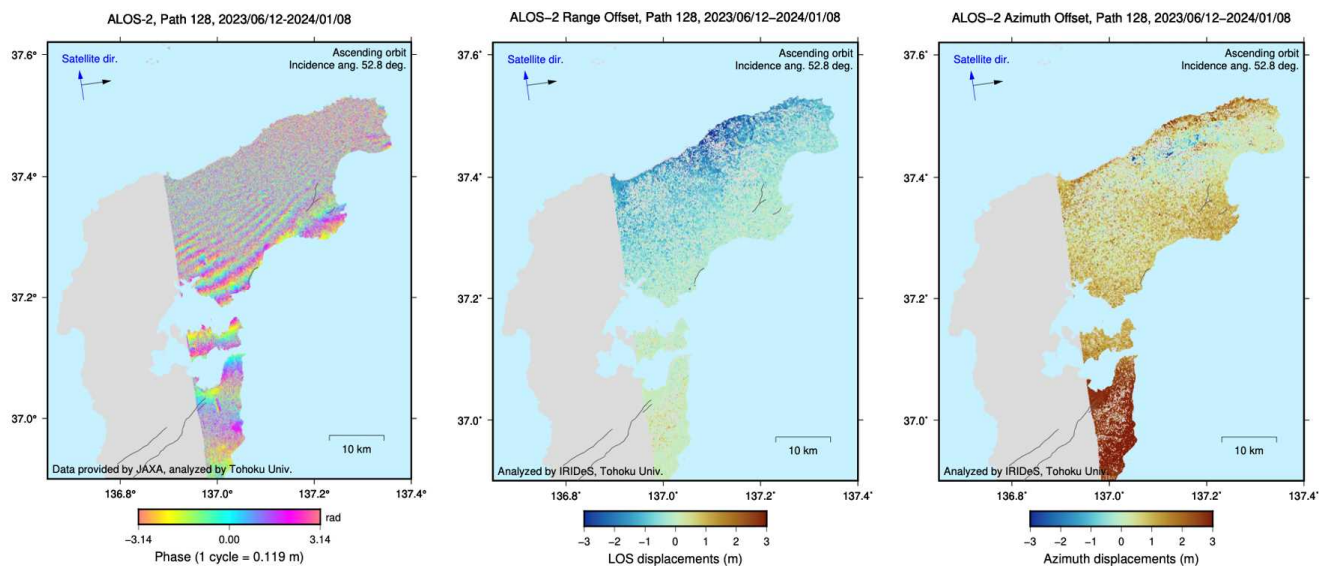 ALOS-2, Path 128, 2023/06/12-2024/01/08
37.6°
37.4°
37.2°
37.0°
Satellite dir.
Ascending orbit
Incidence ang. 52.8 deg.
10 km
Data provided by JAXA, analyzed by Tohoku Univ.
136.8° 137.0° 137.2° 137.4°
rad
-3.14 0.00 3.14
Phase (1 cycle = 0.119 m)
ALOS−2 Range Offset, Path 128, 2023/06/12−2024/01/08
37.6˚
37.4˚
37.2˚
37.0˚
Satellite dir.
Ascending orbit
Incidence ang. 52.8 deg.
10 km
Analyzed by IRIDeS, Tohoku Univ.
136.8˚ 137.0˚ 137.2˚ 137.4˚
−3 −2 −1 0 1 2 3
LOS displacements (m)
ALOS−2 Azimuth Offset, Path 128, 2023/06/12−2024/01/08
37.6˚
37.4˚
37.2˚
37.0˚
Satellite dir.
Ascending orbit
Incidence ang. 52.8 deg.
10 km
Analyzed by IRIDeS, Tohoku Univ.
136.8˚ 137.0˚ 137.2˚ 137.4˚
−3 −2 −1 0 1 2 3
Azimuth displacements (m)